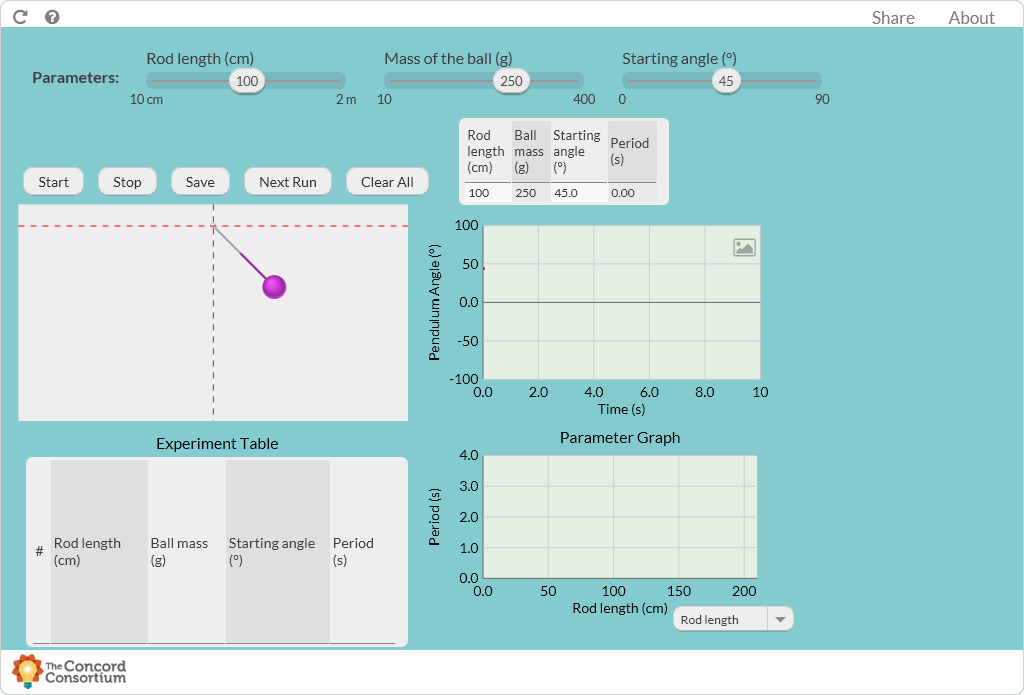 Share About
Parameters:
Rod length (cm)
100
10 cm 2 m
Mass of the ball (g)
250
10 400
Starting angle (°)
45
0 90
Rod length (cm) Ball mass (g) Starting angle (°) Period (s)
100 250 45.0 0.00
Start Stop Save Next Run Clear All
Pendulum Angle (°)
100
50
0.0
-50
-100
0.0 2.0 4.0 6.0 8.0 10
Time (s)
Experiment Table
# Rod length (cm) Ball mass (g) Starting angle (°) Period (s)
Parameter Graph
Period (s)
4.0
3.0
2.0
1.0
0.0
0.0 50 100 150 200
Rod length (cm)
Rod length
The Concord
Consortium